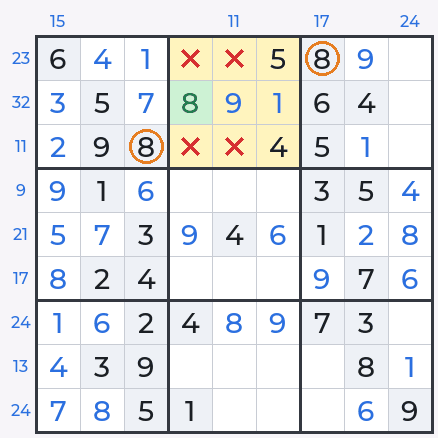 15 11 17 24
23 6 4 1 × × 5 8 9
32 3 5 7 8 9 1 6 4
11 2 9 8 × × 4 5 1
9 9 1 6 3 5 4
21 5 7 3 9 4 6 1 2 8
17 8 2 4 9 7 6
24 1 6 2 4 8 9 7 3
13 4 3 9 8 1
24 7 8 5 1 6 9